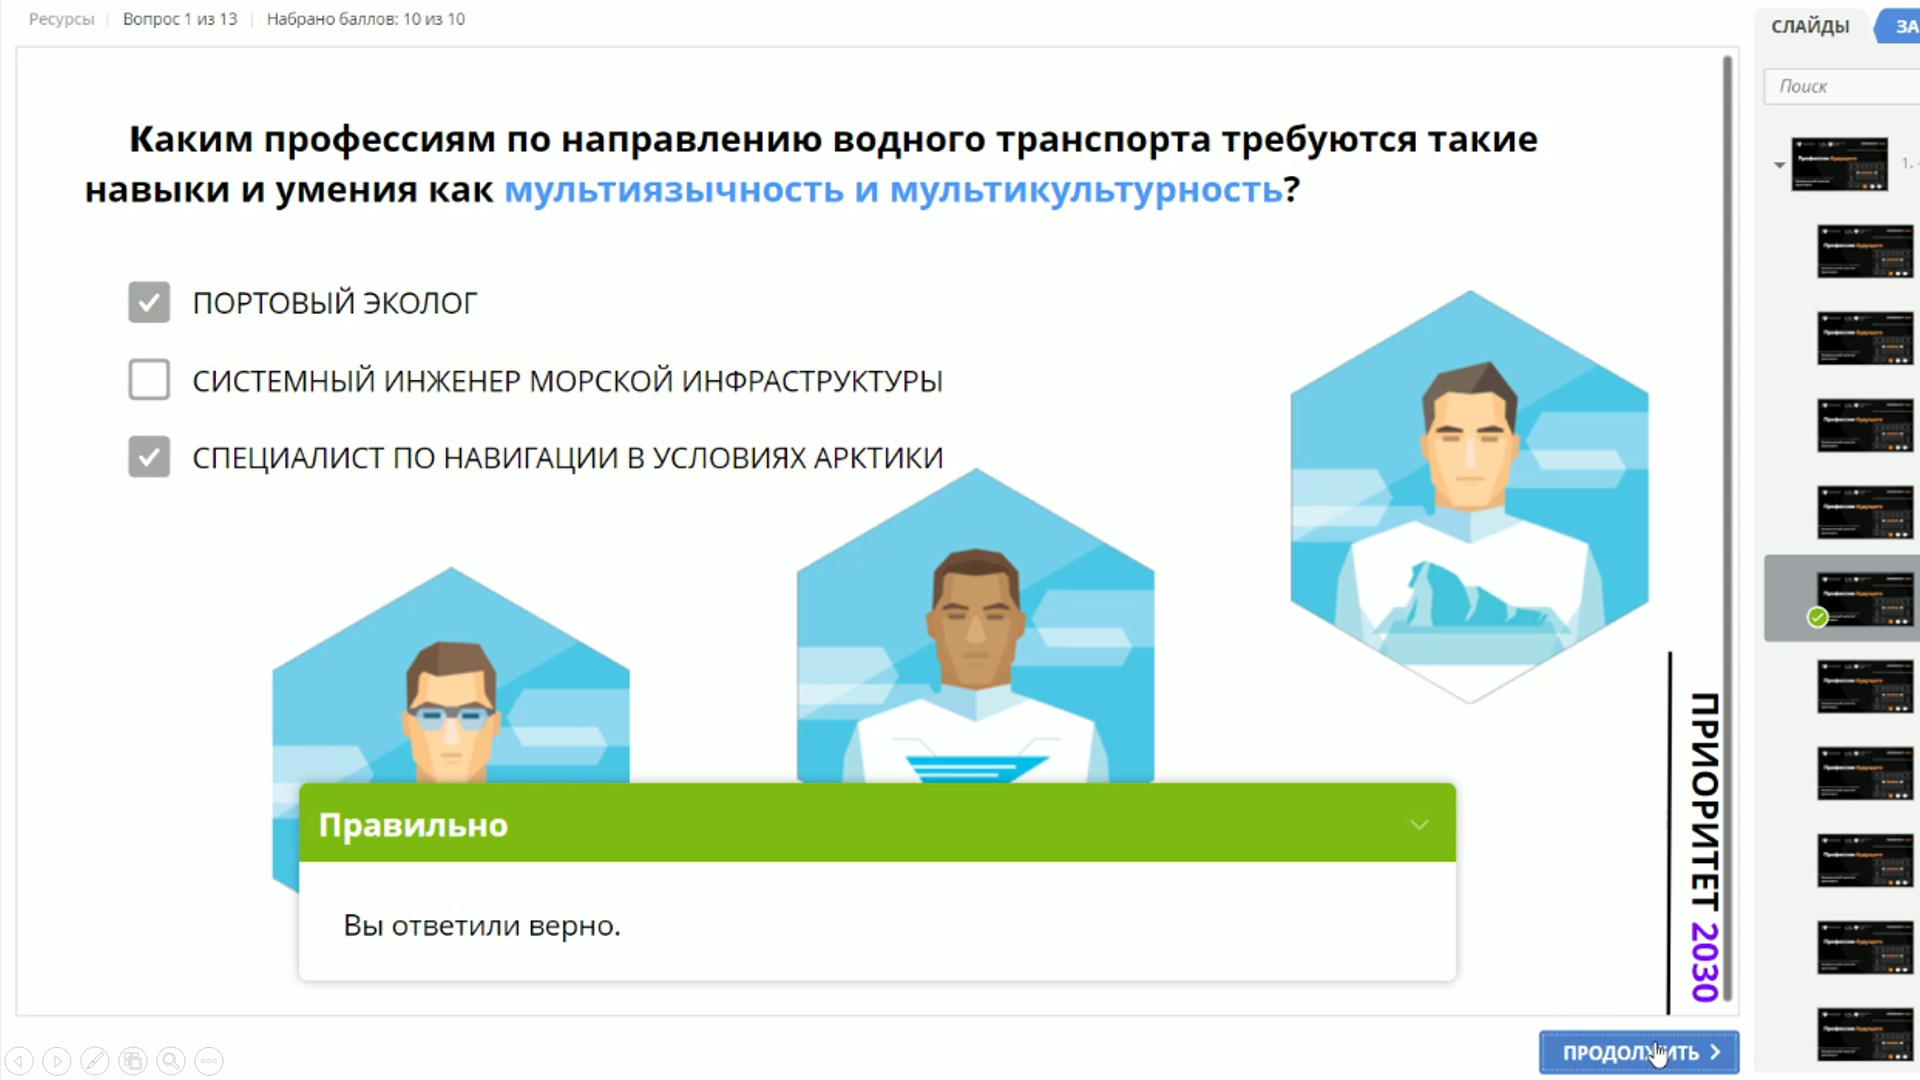 Ресурсы
Вопрос 1 из 13
Набрано баллов: 10 из 10
СЛАЙДЫ
ЗА
Поиск
1.
Каким профессиям по направлению водного транспорта требуются такие
навыки и умения как мультиязычность и мультикультурность?
ПОРТОВЫЙ ЭКОЛОГ
СИСТЕМНЫЙ ИНЖЕНЕР МОРСКОЙ ИНФРАСТРУКТУРЫ
СПЕЦИАЛИСТ ПО НАВИГАЦИИ В УСЛОВИЯХ АРКТИКИ
Правильно
Вы ответили верно.
ПРИОРИТЕТ 2030
ПРОДОЛЖИТЬ